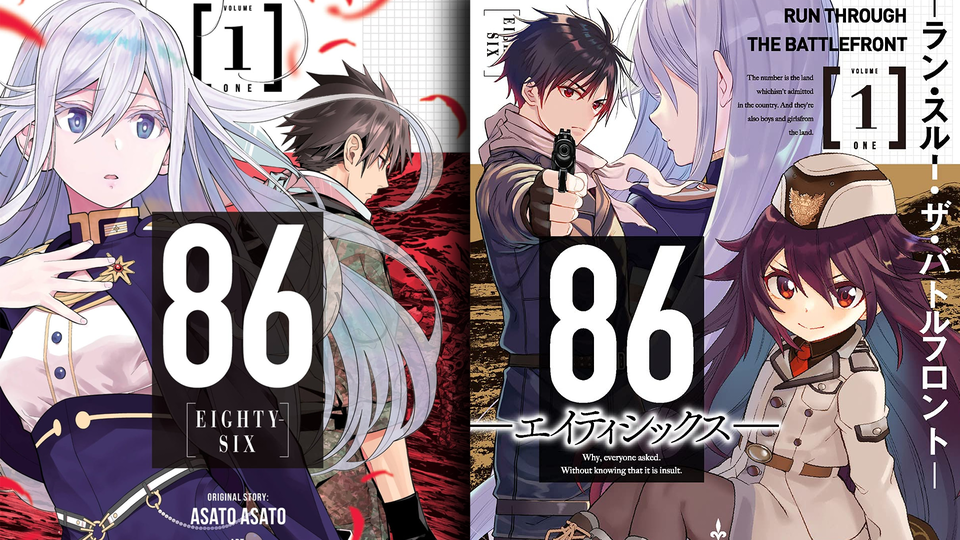 VOLUME
1
ONE
86
[EIGHTY-
SIX]
ORIGINAL STORY:
ASATO ASATO
[EIGHTY
SIX]
RUN THROUGH
THE BATTLEFRONT
The number is the land
whichisn't admitted
in the country. And they're
also boys and girlsfrom
the land.
VOLUME
1
ONE
―ラン・スルー・ザ・バトルフロント―
86
―エイティシックス―
Why, everyone asked.
Without knowing that it is insult.